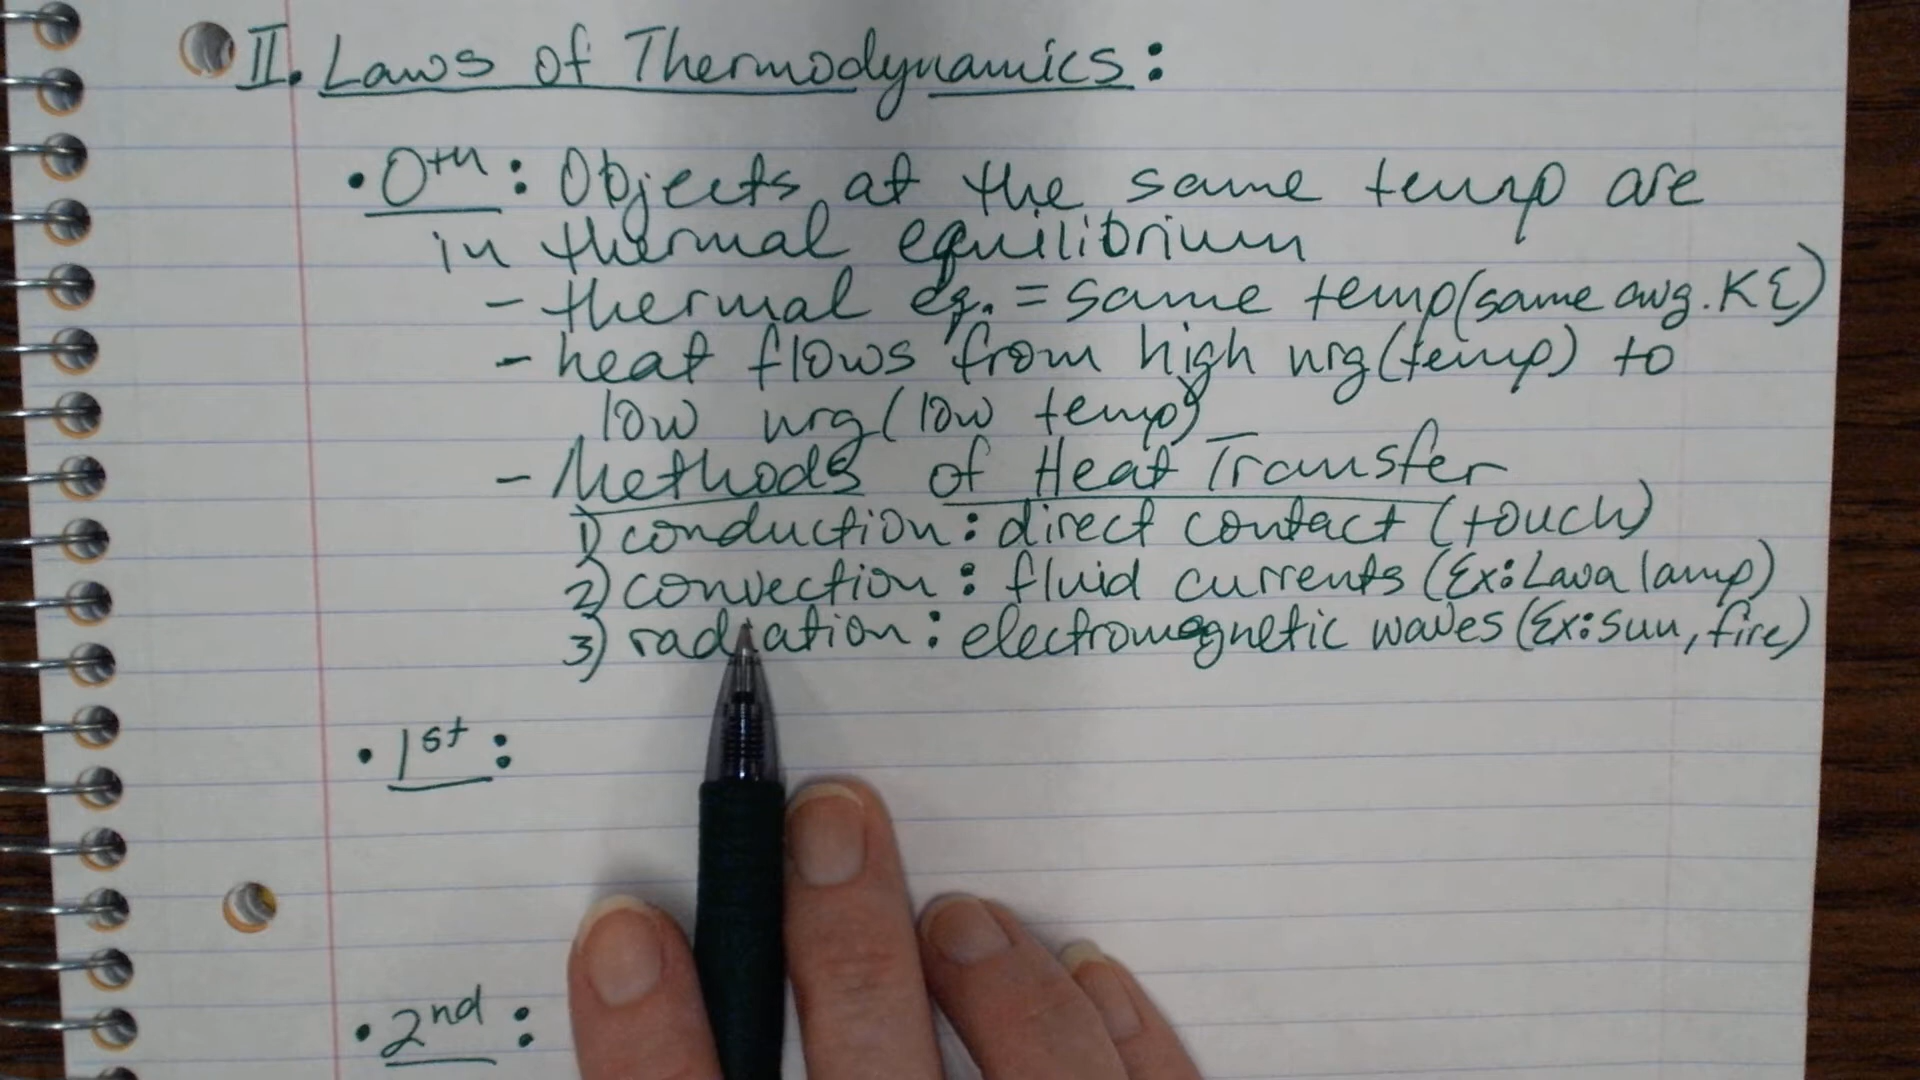 II. Laws of Thermodynamics:
• 0th: Objects at the same temp are
in thermal equilibrium
- thermal eq. = same temp (same avg. KE)
- heat flows from high nrg (temp) to
low nrg (low temp)
- Methods of Heat Transfer
1) conduction: direct contact (touch)
2) convection: fluid currents (Ex: Lava lamp)
3) radiation: electromagnetic waves (Ex: sun, fire)
• 1st:
• 2nd: